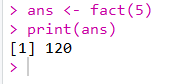 > ans <- fact(5)
> print(ans)
[1] 120
>